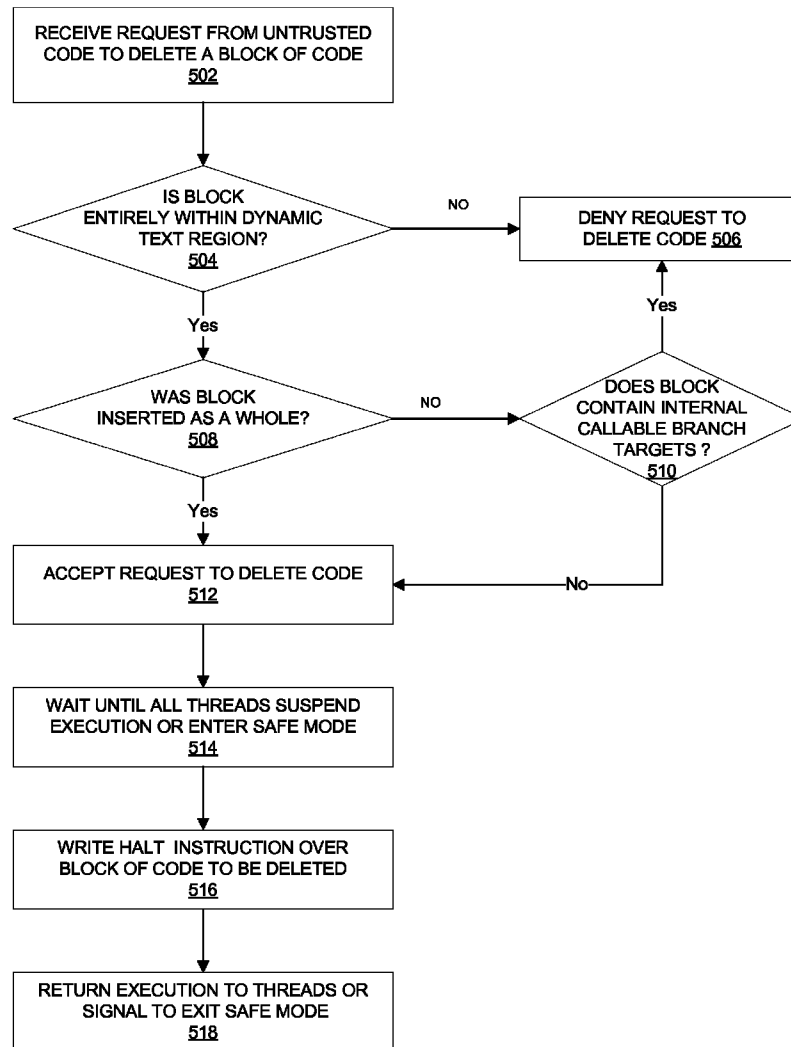 RECEIVE REQUEST FROM UNTRUSTED
CODE TO DELETE A BLOCK OF CODE
502
IS BLOCK
ENTIRELY WITHIN DYNAMIC
TEXT REGION?
504
NO
DENY REQUEST TO
DELETE CODE 506
Yes
Yes
WAS BLOCK
INSERTED AS A WHOLE?
508
NO
DOES BLOCK
CONTAIN INTERNAL
CALLABLE BRANCH
TARGETS ?
510
Yes
No
ACCEPT REQUEST TO DELETE CODE
512
WAIT UNTIL ALL THREADS SUSPEND
EXECUTION OR ENTER SAFE MODE
514
WRITE HALT INSTRUCTION OVER
BLOCK OF CODE TO BE DELETED
516
RETURN EXECUTION TO THREADS OR
SIGNAL TO EXIT SAFE MODE
518